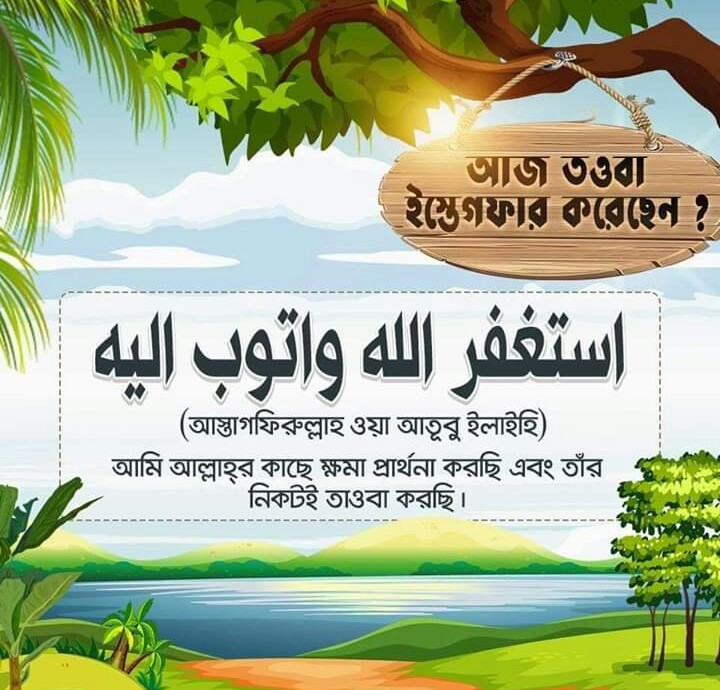 আজ তওবা
ইস্তেগফার করেছেন ?
استغفر الله واتوب اليه
(আস্তাগফিরুল্লাহ ওয়া আতূবু ইলাইহি)
আমি আল্লাহ্‌র কাছে ক্ষমা প্রার্থনা করছি এবং তাঁর
নিকটই তাওবা করছি।